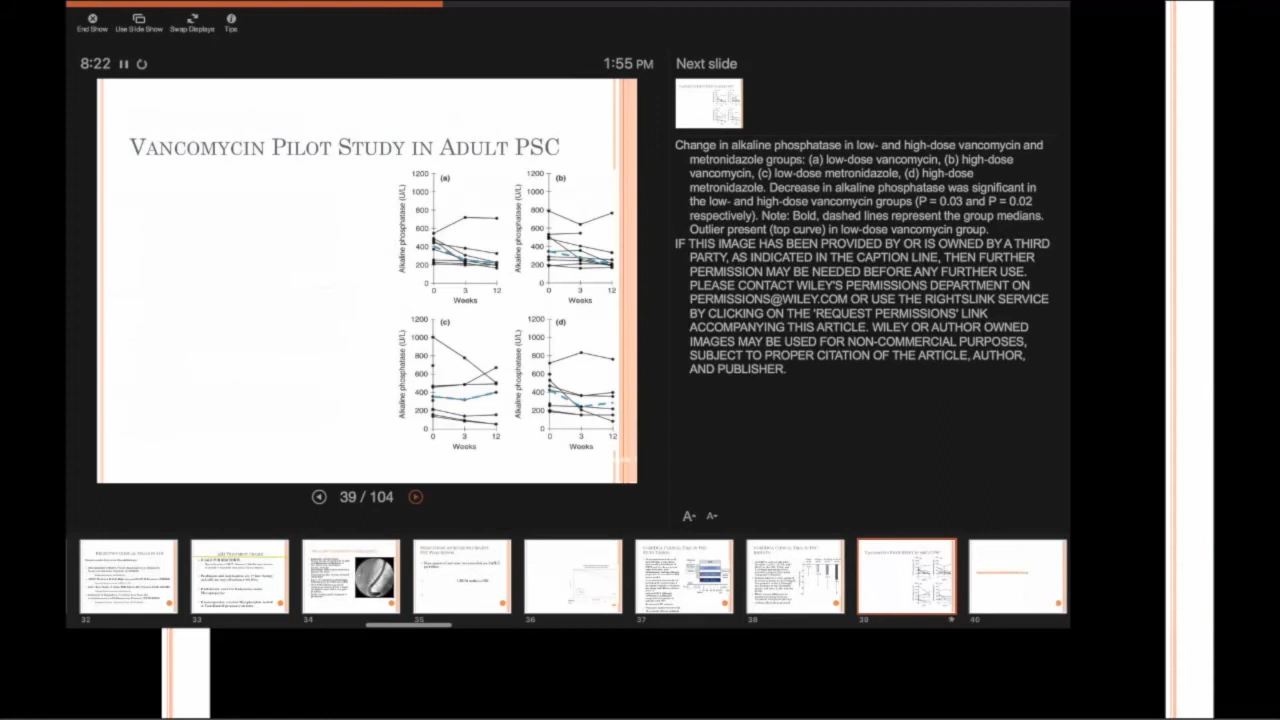 End Show Use Slide Show Swap Displays Tips
8:22
1:55 PM
Next slide
VANCOMYCIN PILOT STUDY IN ADULT PSC
(a)
Alkaline phosphatase (U/L)
1200
1000
800
600
400
200
0
0 3 12
Weeks
(b)
Alkaline phosphatase (U/L)
1200
1000
800
600
400
200
0
0 3 12
Weeks
(c)
Alkaline phosphatase (U/L)
1200
1000
800
600
400
200
0
0 3 12
Weeks
(d)
Alkaline phosphatase (U/L)
1200
1000
800
600
400
200
0
0 3 12
Weeks
39 / 104
Change in alkaline phosphatase in low- and high-dose vancomycin and
metronidazole groups: (a) low-dose vancomycin, (b) high-dose
vancomycin, (c) low-dose metronidazole, (d) high-dose
metronidazole. Decrease in alkaline phosphatase was significant in
the low- and high-dose vancomycin groups (P = 0.03 and P = 0.02
respectively). Note: Bold, dashed lines represent the group medians.
Outlier present (top curve) in low-dose vancomycin group.
IF THIS IMAGE HAS BEEN PROVIDED BY OR IS OWNED BY A THIRD
PARTY, AS INDICATED IN THE CAPTION LINE, THEN FURTHER
PERMISSION MAY BE NEEDED BEFORE ANY FURTHER USE.
PLEASE CONTACT WILEY'S PERMISSIONS DEPARTMENT ON
PERMISSIONS@WILEY.COM OR USE THE RIGHTSLINK SERVICE
BY CLICKING ON THE 'REQUEST PERMISSIONS' LINK
ACCOMPANYING THIS ARTICLE. WILEY OR AUTHOR OWNED
IMAGES MAY BE USED FOR NON-COMMERCIAL PURPOSES,
SUBJECT TO PROPER CITATION OF THE ARTICLE, AUTHOR,
AND PUBLISHER.
A A
32 33 34 35 36 37 38 39 40